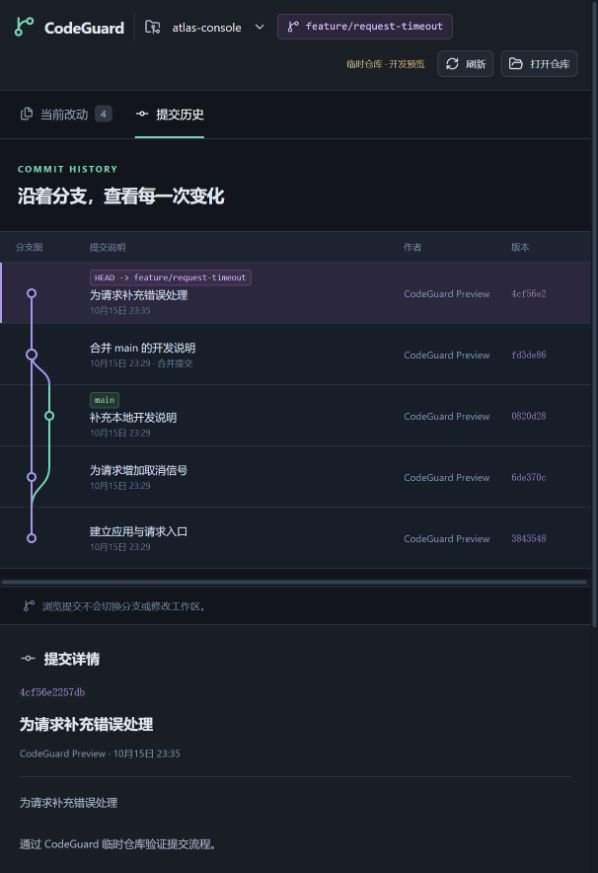 CodeGuard atlas-console feature/request-timeout
临时仓库 · 开发预览 刷新 打开仓库
当前改动 4 提交历史
COMMIT HISTORY
沿着分支，查看每一次变化
分支图 提交说明 作者 版本
HEAD -> feature/request-timeout
为请求补充错误处理 CodeGuard Preview 4cf56e2
10月15日 23:35
合并 main 的开发说明 CodeGuard Preview fd3de86
10月15日 23:29 · 合并提交
main
补充本地开发说明 CodeGuard Preview 0820d28
10月15日 23:29
为请求增加取消信号 CodeGuard Preview 6de370c
10月15日 23:29
建立应用与请求入口 CodeGuard Preview 3843548
10月15日 23:29
浏览提交不会切换分支或修改工作区。
提交详情
4cf56e2257db
为请求补充错误处理
CodeGuard Preview · 10月15日 23:35
为请求补充错误处理
通过 CodeGuard 临时仓库验证提交流程。